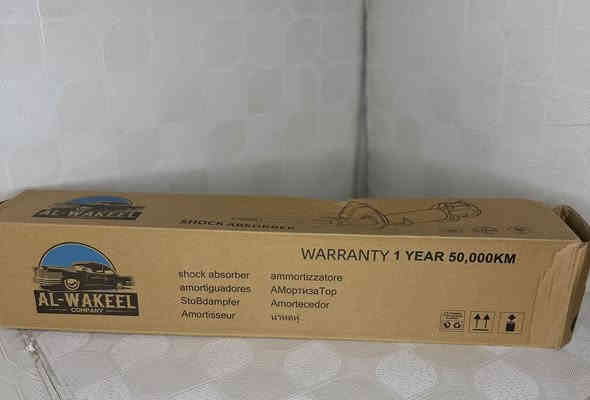 AL-WAKEEL
SHOCK ABSORBER
WARRANTY 1 YEAR 50,000KM
AL-WAKEEL
COMPANY
shock absorber
amortiguadores
StoBdampfer
Amortisseur
ammortizzatore
АМортизаТор
Amortecedor